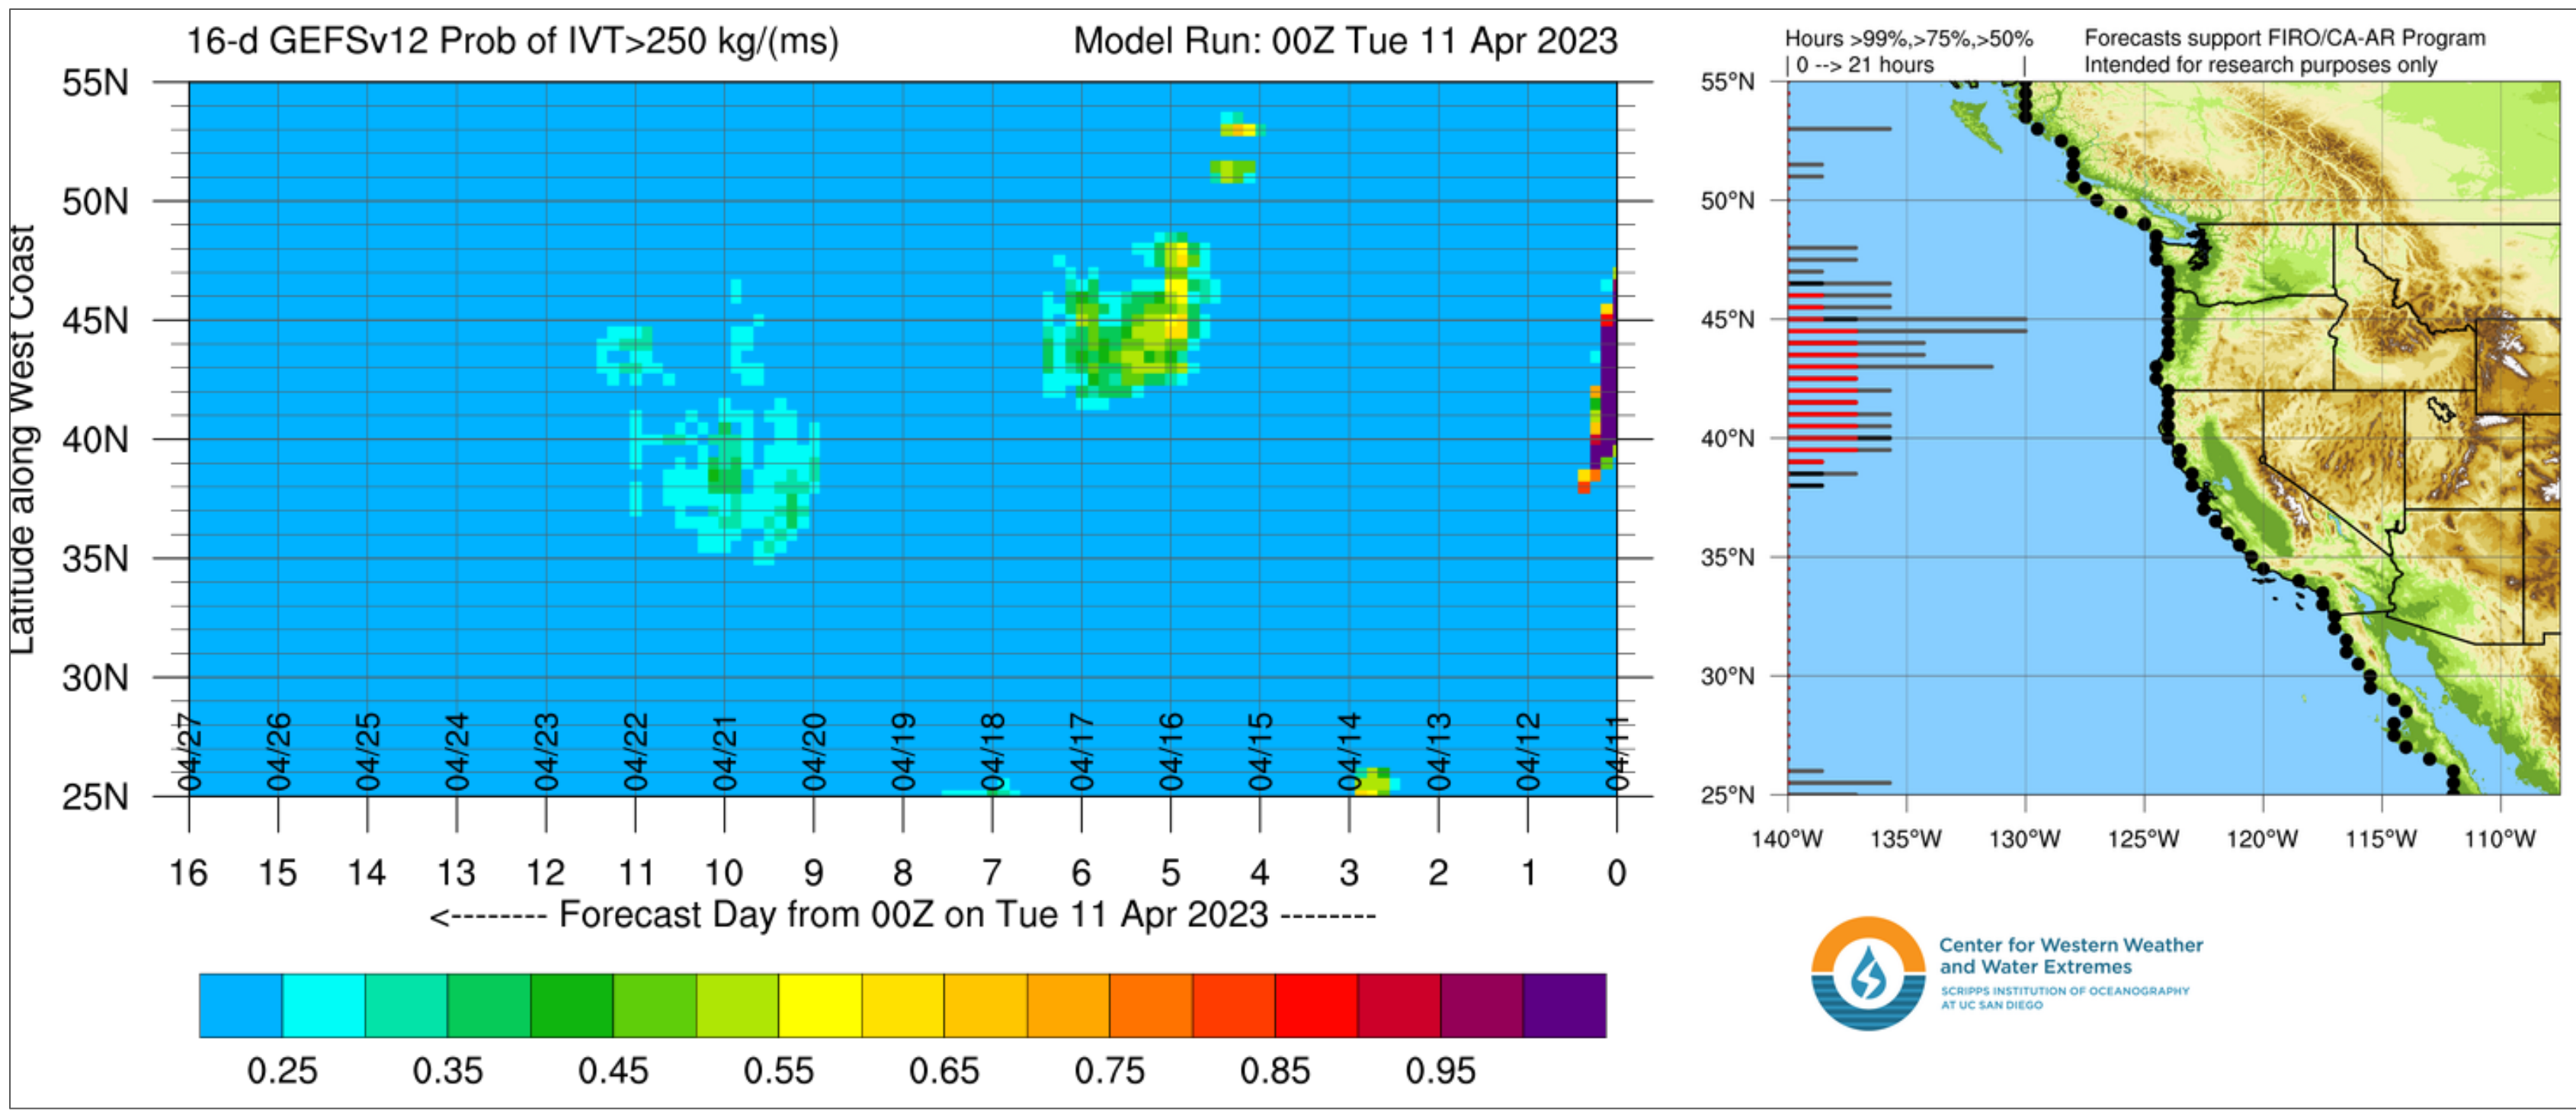 16-d GEFSv12 Prob of IVT>250 kg/(ms)
Model Run: 00Z Tue 11 Apr 2023
Latitude along West Coast
55N
50N
45N
40N
35N
30N
25N
04/27
04/26
04/25
04/24
04/23
04/22
04/21
04/20
04/19
04/18
04/17
04/16
04/15
04/14
04/13
04/12
04/11
16 15 14 13 12 11 10 9 8 7 6 5 4 3 2 1 0
<-------- Forecast Day from 00Z on Tue 11 Apr 2023 --------
0.25 0.35 0.45 0.55 0.65 0.75 0.85 0.95
Hours >99%,>75%,>50%
| 0 --> 21 hours |
Forecasts support FIRO/CA-AR Program
Intended for research purposes only
55°N
50°N
45°N
40°N
35°N
30°N
25°N
140°W 135°W 130°W 125°W 120°W 115°W 110°W
Center for Western Weather
and Water Extremes
SCRIPPS INSTITUTION OF OCEANOGRAPHY
AT UC SAN DIEGO